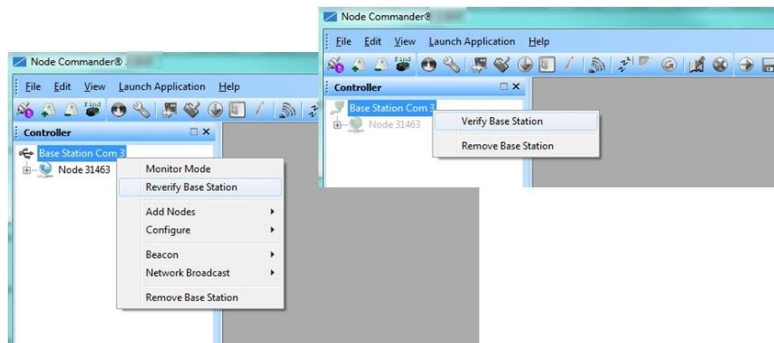 Node Commander®
File Edit View Launch Application Help
Find
Controller
Base Station Com 3
Node 31463
Monitor Mode
Reverify Base Station
Add Nodes
Configure
Beacon
Network Broadcast
Remove Base Station
Node Commander®
File Edit View Launch Application Help
Find
Controller
Base Station Com 3
Node 31463
Verify Base Station
Remove Base Station